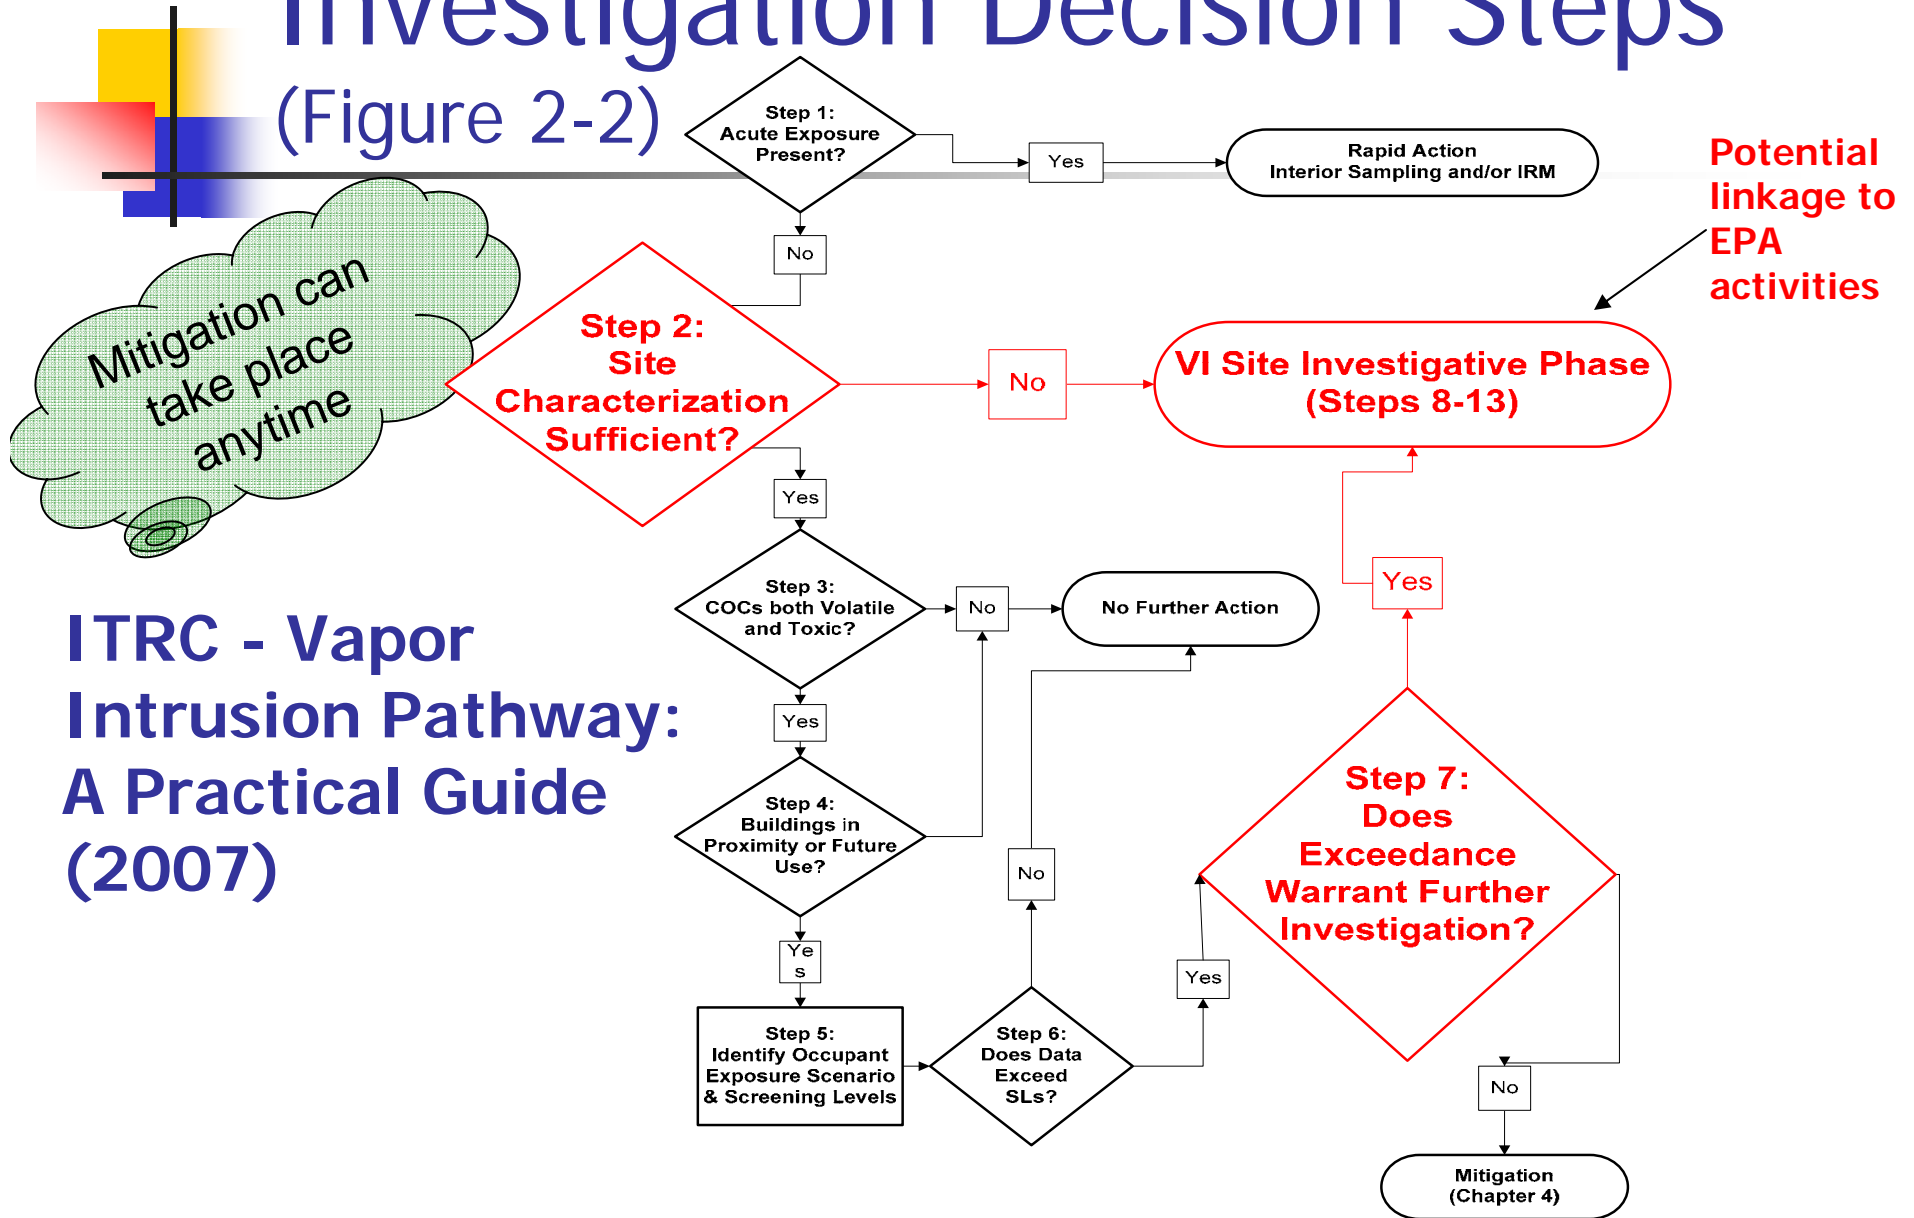 Investigation Decision Steps
(Figure 2-2)
Step 1:
Acute Exposure
Present?
Yes
Rapid Action
Interior Sampling and/or IRM
Potential
linkage to
EPA
activities
No
Mitigation can
take place
anytime
Step 2:
Site
Characterization
Sufficient?
No
VI Site Investigative Phase
(Steps 8-13)
Yes
Step 3:
COCs both Volatile
and Toxic?
No
No Further Action
Yes
ITRC - Vapor
Intrusion Pathway:
A Practical Guide
(2007)
Yes
Step 4:
Buildings in
Proximity or Future
Use?
No
Step 7:
Does
Exceedance
Warrant Further
Investigation?
Ye
s
Yes
Step 5:
Identify Occupant
Exposure Scenario
& Screening Levels
Step 6:
Does Data
Exceed
SLs?
No
Mitigation
(Chapter 4)